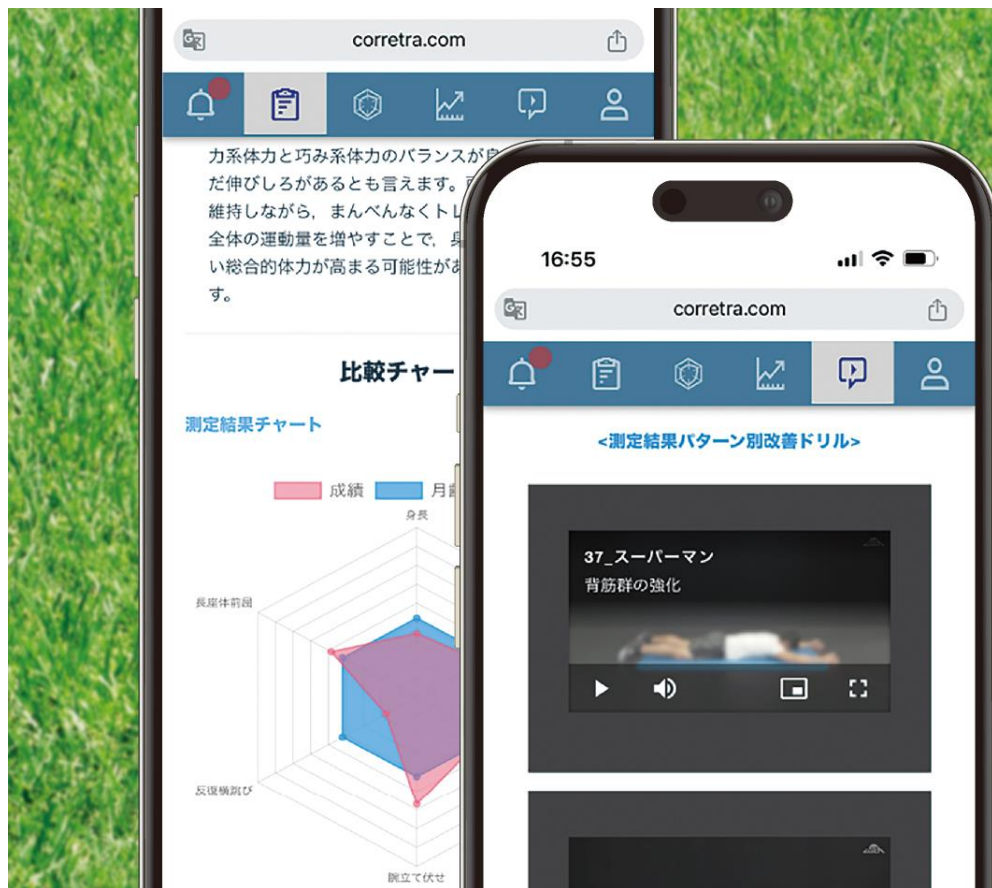 corretra.com
力系体力と巧み系体力のバランスが
だ伸びしろがあるとも言えます。
維持しながら，まんべんなくトレ
全体の運動量を増やすことで，身
い総合的体力が高まる可能性があ
す。
比較チャー
測定結果チャート
成績
月齢
身長
長座体前屈
反復横跳び
腕立て伏せ
16:55
corretra.com
<測定結果パターン別改善ドリル>
37_スーパーマン
背筋群の強化